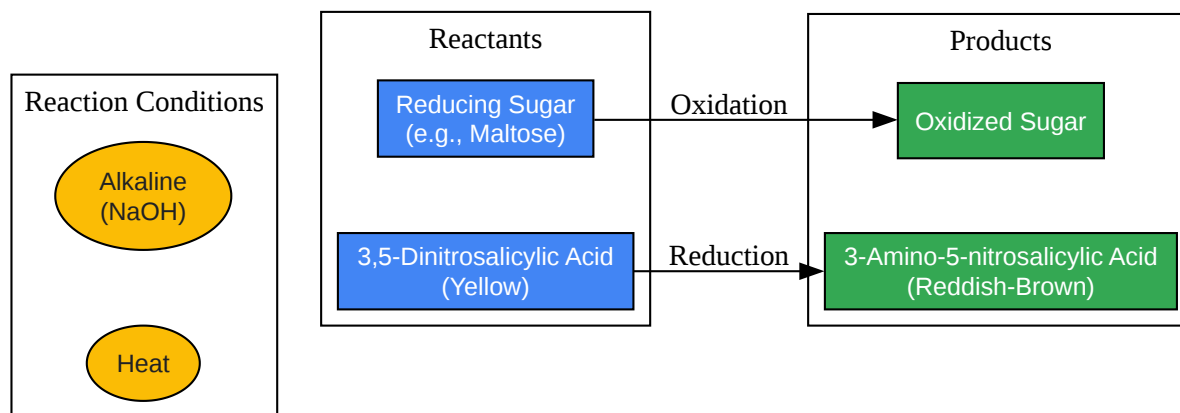 Reaction Conditions
Alkaline
(NaOH)
Heat
Reactants
Reducing Sugar
(e.g., Maltose)
3,5-Dinitrosalicylic Acid
(Yellow)
Oxidation
Reduction
Products
Oxidized Sugar
3-Amino-5-nitrosalicylic Acid
(Reddish-Brown)